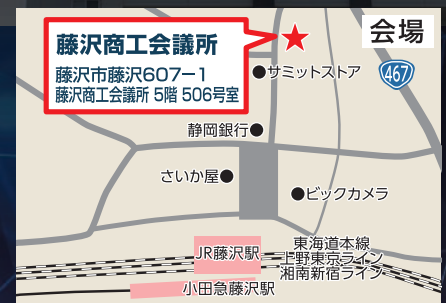 会場
藤沢商工会議所
藤沢市藤沢607-1
藤沢商工会議所 5階 506号室
サミットストア
467
静岡銀行
さいか屋
ビックカメラ
JR藤沢駅
東海道本線
上野東京ライン
湘南新宿ライン
小田急藤沢駅